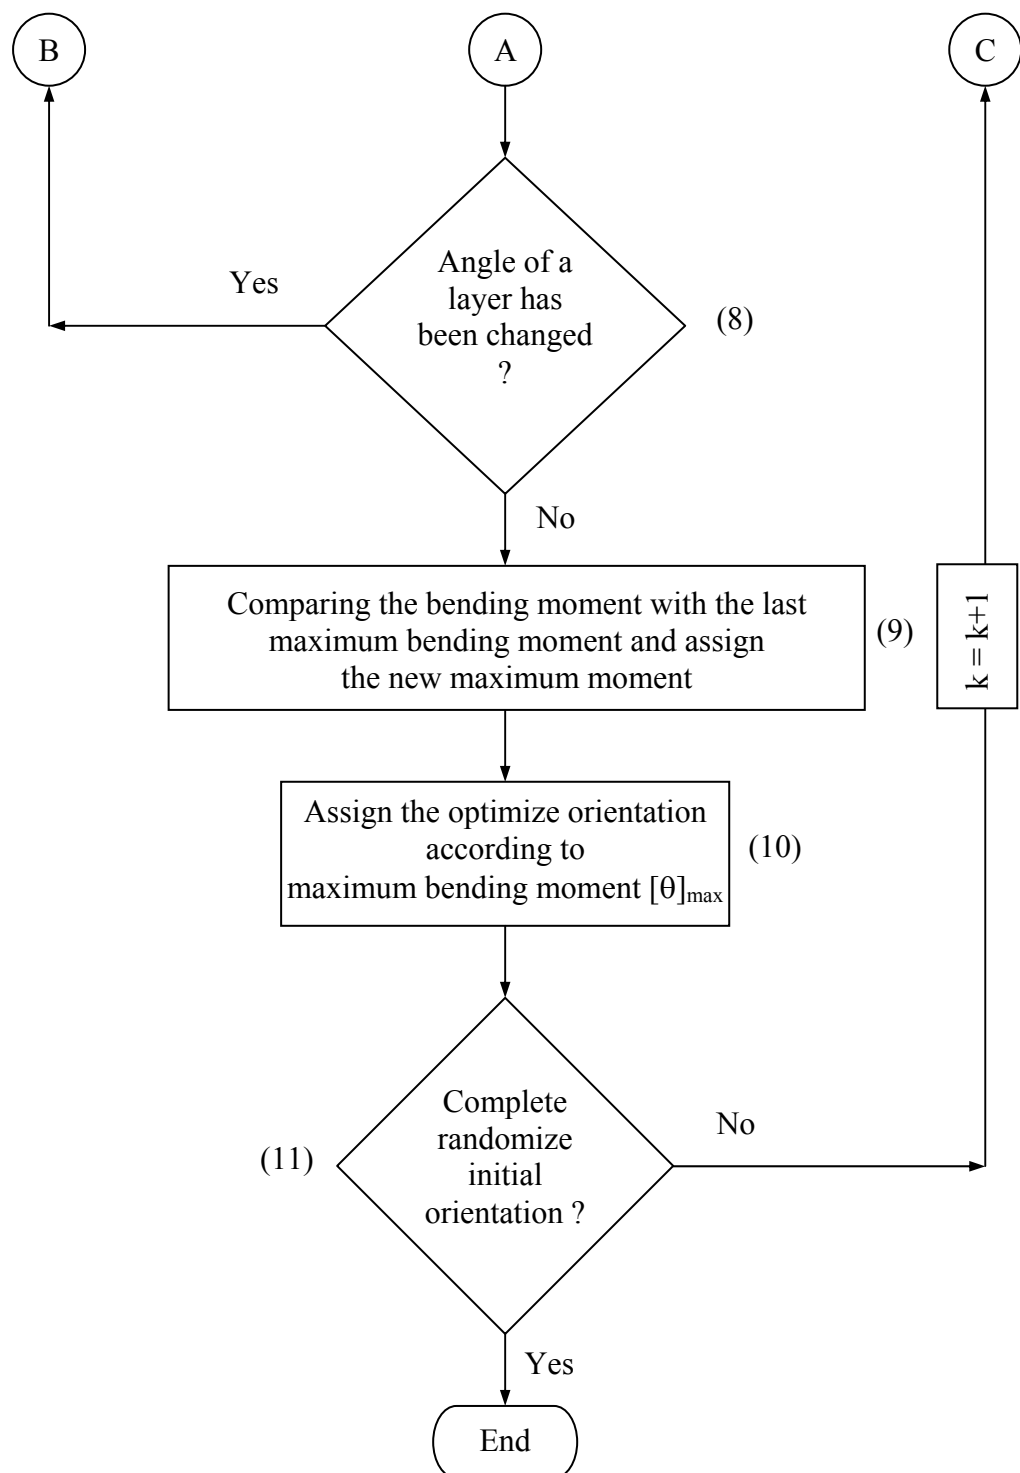 B
A
C
Angle of a
layer has
been changed
?
Yes
(8)
No
Comparing the bending moment with the last
maximum bending moment and assign
the new maximum moment
(9)
k = k+1
Assign the optimize orientation
according to
maximum bending moment [θ]max
(10)
Complete
randomize
initial
orientation ?
(11)
No
Yes
End